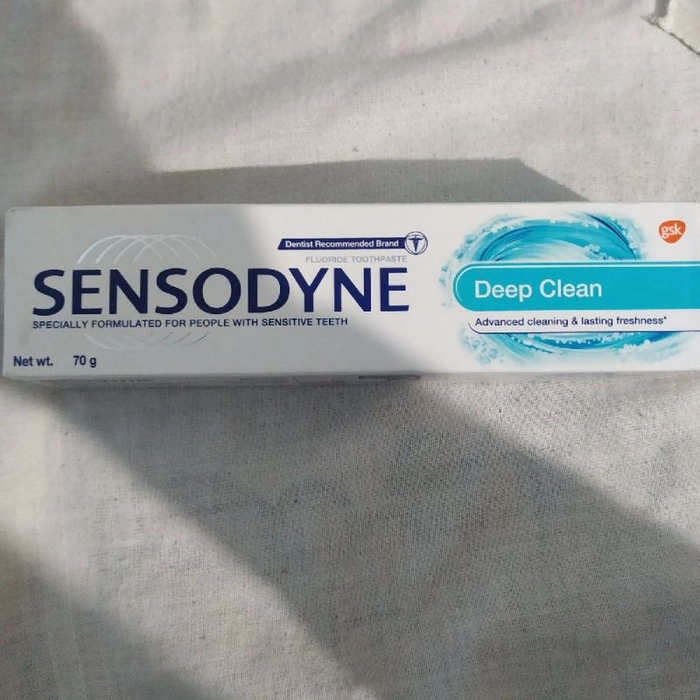 Dentist Recommended Brand
FLUORIDE TOOTHPASTE
SENSODYNE
SPECIALLY FORMULATED FOR PEOPLE WITH SENSITIVE TEETH
Net wt. 70 g
gsk
Deep Clean
Advanced cleaning & lasting freshness*